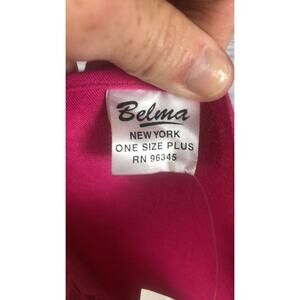 Belma
NEW YORK
ONE SIZE PLUS
RN 96345